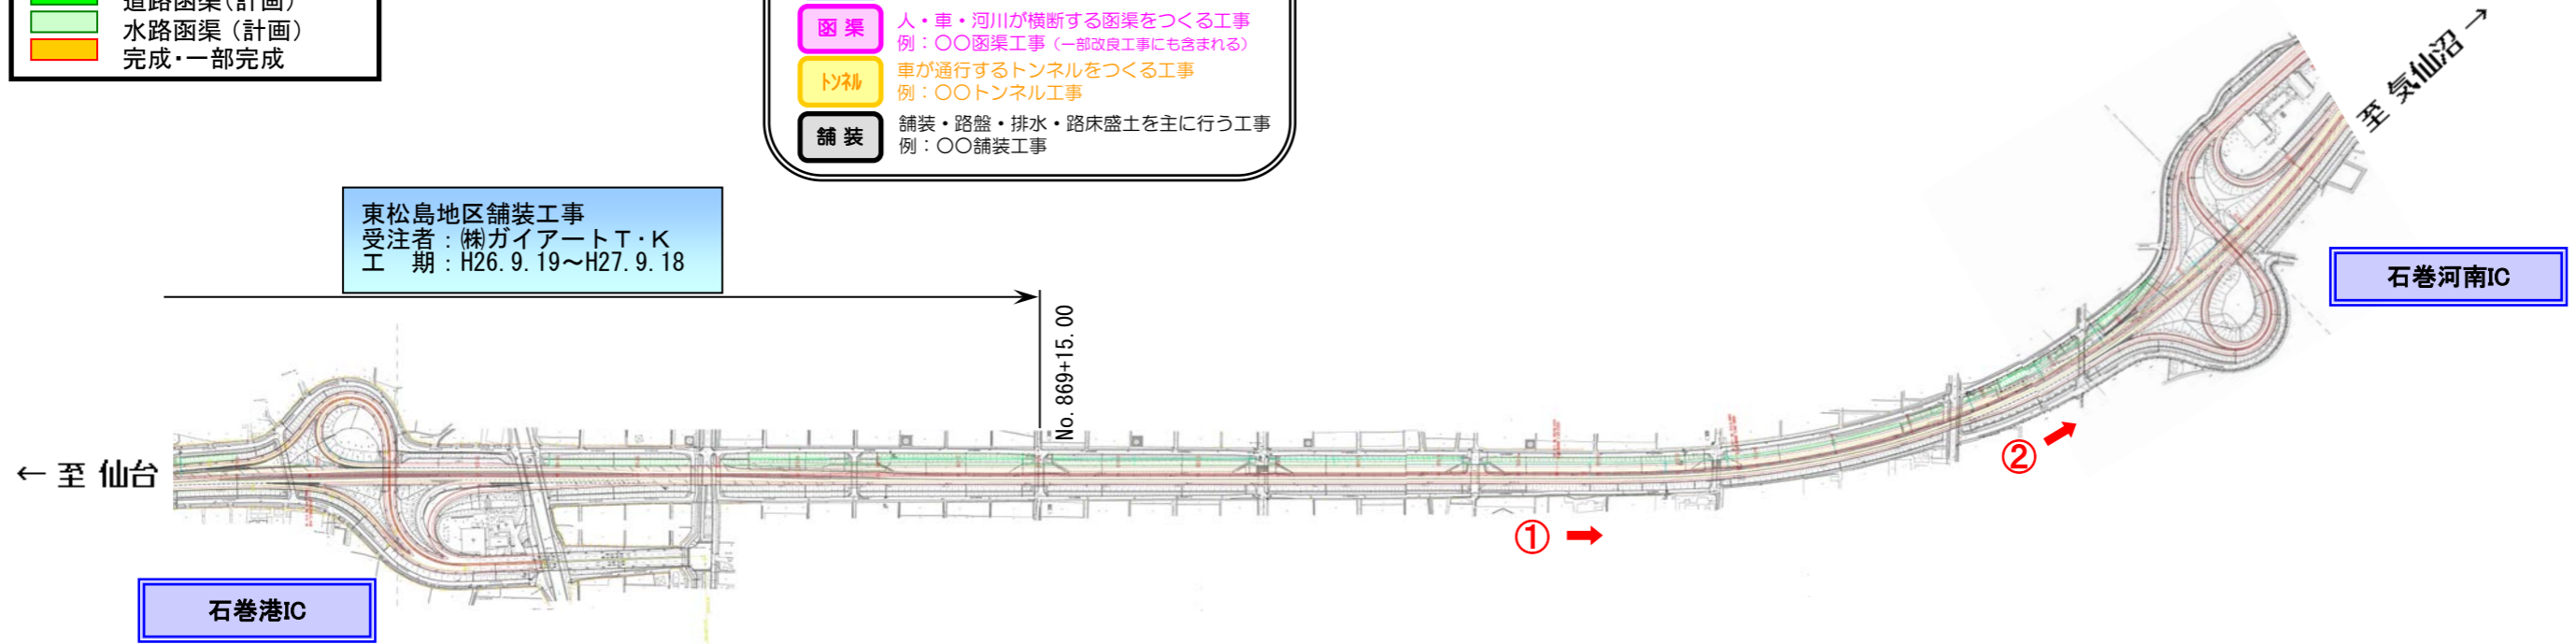 道路函渠(計画)
水路函渠(計画)
完成・一部完成
函 渠
人・車・河川が横断する函渠をつくる工事
例：〇〇函渠工事（一部改良工事にも含まれる）
トンネル
車が通行するトンネルをつくる工事
例：〇〇トンネル工事
舗 装
舗装・路盤・排水・路床盛土を主に行う工事
例：〇〇舗装工事
至 気仙沼 →
東松島地区舗装工事
受注者：㈱ガイアートＴ・Ｋ
工　期：H26.9.19～H27.9.18
石巻河南IC
No.869+15.00
← 至 仙台
②
①
石巻港IC